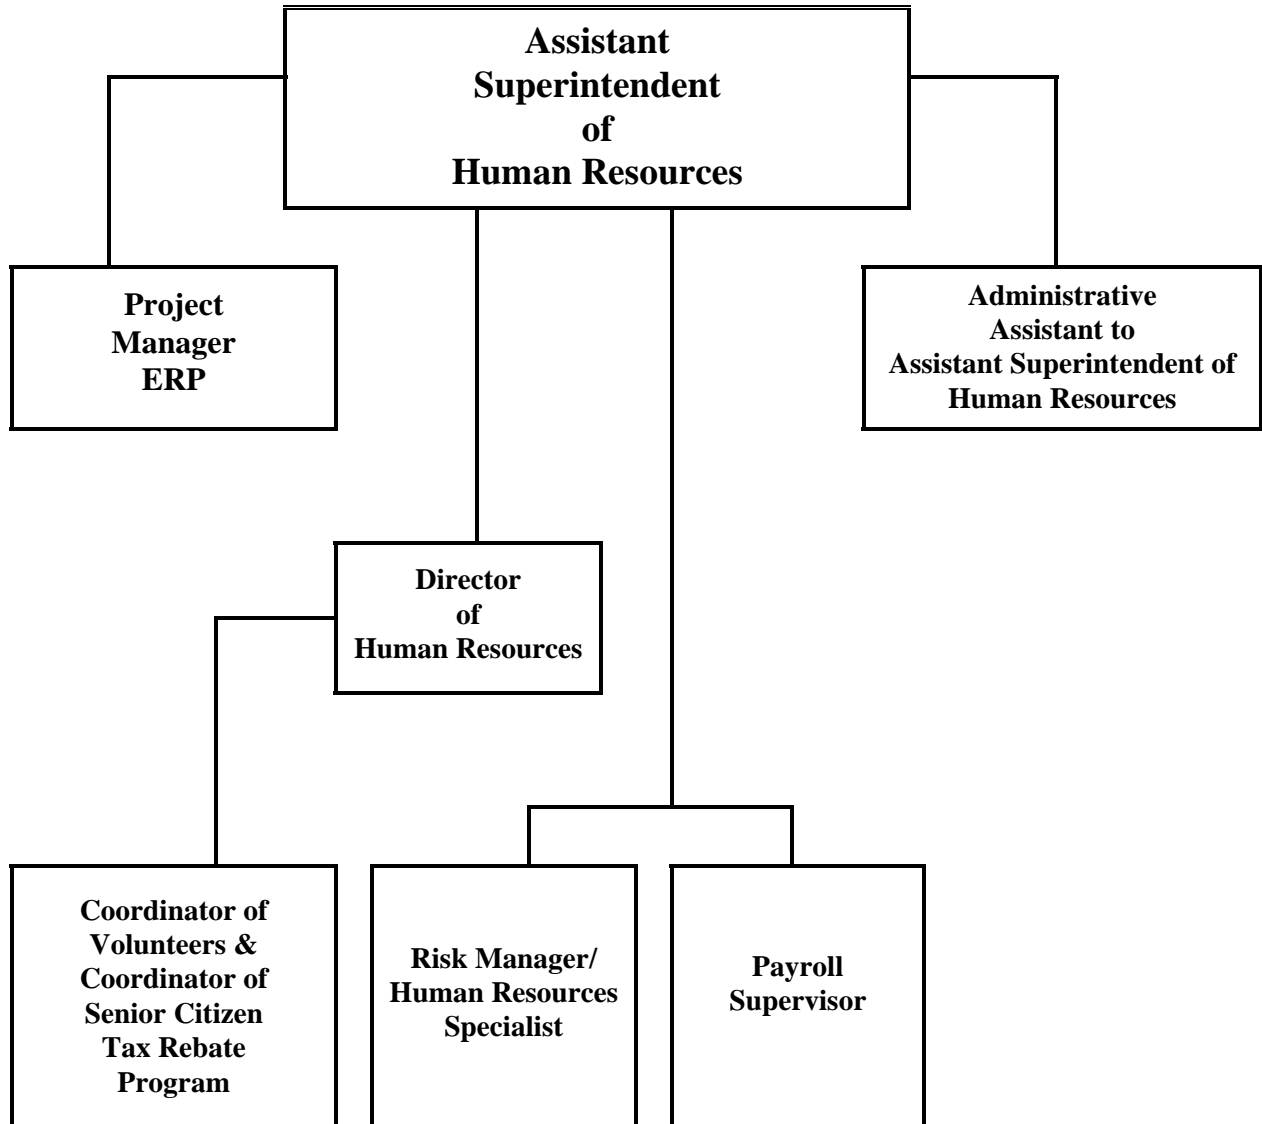 Assistant
Superintendent
of
Human Resources
Project
Manager
ERP
Administrative
Assistant to
Assistant Superintendent of
Human Resources
Director
of
Human Resources
Coordinator of
Volunteers &
Coordinator of
Senior Citizen
Tax Rebate
Program
Risk Manager/
Human Resources
Specialist
Payroll
Supervisor